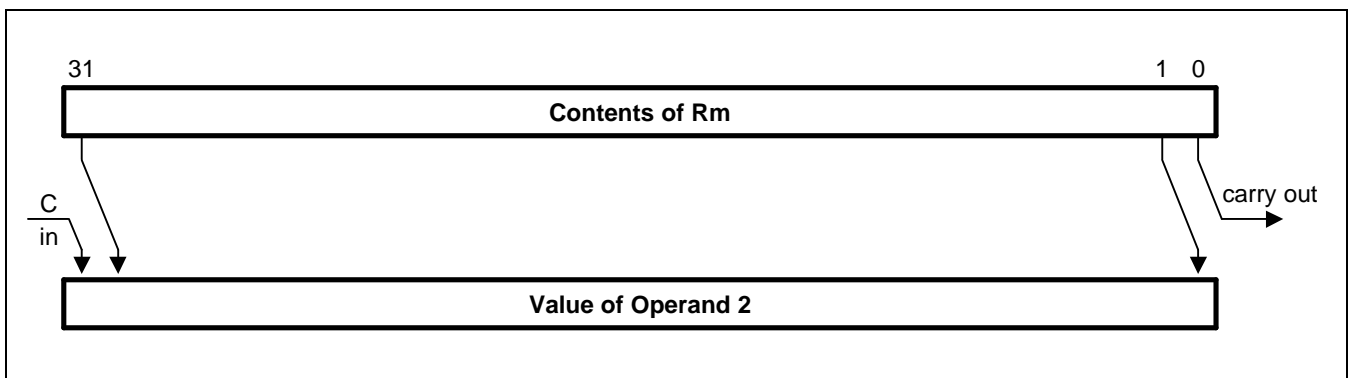 31
1 0
Contents of Rm
C
in
carry out
Value of Operand 2